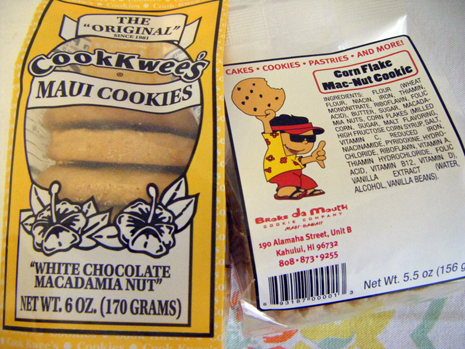 THE
"ORIGINAL"
SINCE 1981
CookKwee's
MAUI COOKIES
"WHITE CHOCOLATE
MACADAMIA NUT"
NET WT. 6 OZ. (170 GRAMS)
CAKES • COOKIES • PASTRIES • AND MORE!
Corn Flake
Mac-Nut Cookie
INGREDIENTS: FLOUR (WHEAT
FLOUR, NIACIN, IRON, THIAMIN,
MONONITRATE, RIBOFLAVIN, FOLIC
ACID), BUTTER, SUGAR, MACADA-
MIA NUTS, CORN FLAKES (MILLED
CORN, SUGAR, MALT FLAVORING,
HIGH FRUCTOSE CORN SYRUP, SALT,
VITAMIN C, REDUCED IRON,
NIACINAMIDE, PYRIDOXINE HYDRO-
CHLORIDE, RIBOFLAVIN, VITAMIN A,
THIAMIN HYDROCHLORIDE, FOLIC
ACID, VITAMIN B12, VITAMIN D),
VANILLA EXTRACT (WATER,
ALCOHOL, VANILLA BEANS).
Broke da Mouth
COOKIE COMPANY
MAUI • HAWAII
190 Alamaha Street, Unit B
Kahului, HI 96732
808 • 873 • 9255
Net Wt. 5.5 oz (156 g